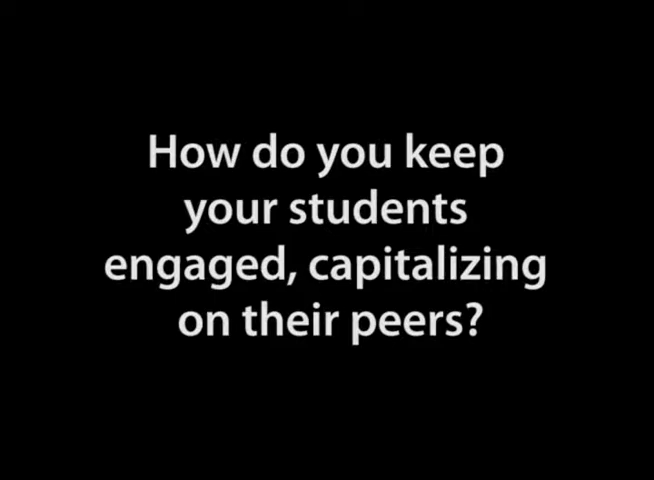 How do you keep
your students
engaged, capitalizing
on their peers?